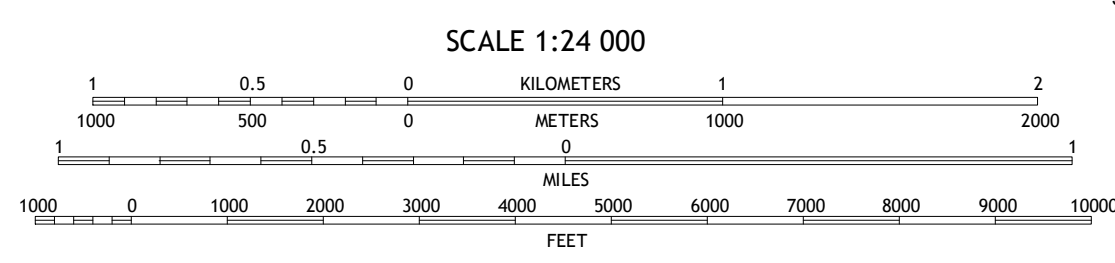 SCALE 1:24 000
1 0.5 0 KILOMETERS 1 2
1000 500 0 METERS 1000 2000
1 0.5 0 1
MILES
1000 0 1000 2000 3000 4000 5000 6000 7000 8000 9000 10000
FEET